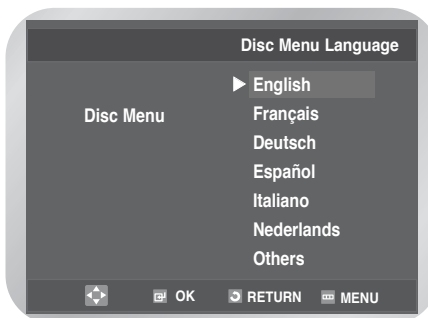 Disc Menu Language
English
Disc Menu
Français
Deutsch
Español
Italiano
Nederlands
Others
OK RETURN MENU